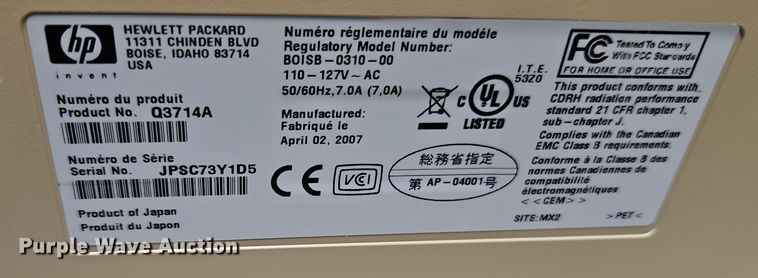 hp
invent
HEWLETT PACKARD
11311 CHINDEN BLVD
BOISE, IDAHO 83714
USA
Numéro du produit
Product No. Q3714A
Numéro de Série
Serial No. JPSC73Y1D5
Product of Japan
Produit du Japon
Numéro réglementaire du modéle
Regulatory Model Number:
BOISB-0310-00
110-127V~ AC
50/60Hz,7.0A (7,0A)
Manufactured:
Fabriqué le
April 02, 2007
C UL US
LISTED
I.T.E.
53Z0
CE
VCI
総務省指定
第 AP-04001号
FC Tested To Comply
With FCC Standards
FOR HOME OR OFFICE USE
This product conforms with
CDRH radiation performance
standard 21 CFR chapter 1,
sub-chapter J.
Complies with the Canadian
EMC Class B requirements.
Conforme à la Classe B des
normes Canadiennes de
compatibilité
électromagnétiques
<<CEM>>
SITE: MX2 >PET<
Purple Wave Auction